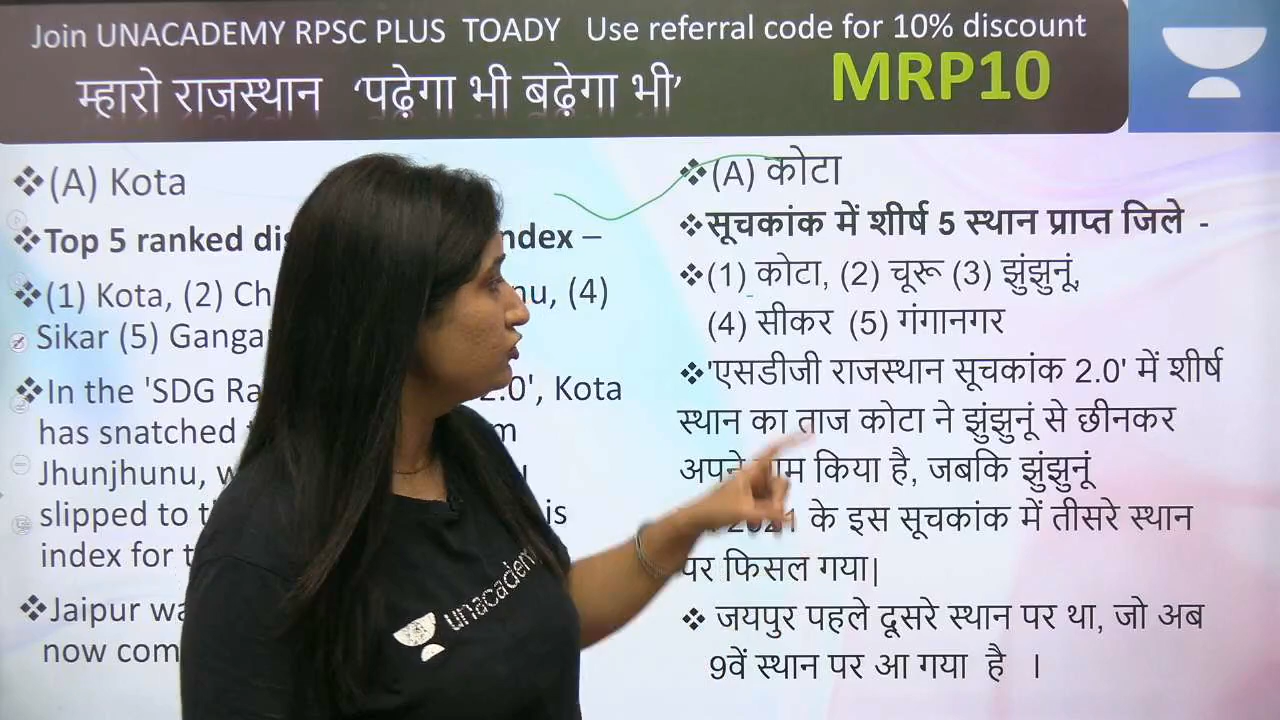 Join UNACADEMY RPSC PLUS TOADY Use referral code for 10% discount
म्हारो राजस्थान ‘पढ़ेगा भी बढ़ेगा भी’ MRP10
❖(A) Kota
❖Top 5 ranked ndex –
❖(1) Kota, (2) Ch nu, (4)
Sikar (5) Ganga
❖In the 'SDG Ra 2.0', Kota
has snatched
Jhunjhunu,
slipped to is
index for
❖Jaipur
now com
❖(A) कोटा
❖सूचकांक में शीर्ष 5 स्थान प्राप्त जिले -
❖(1) कोटा, (2) चूरू (3) झुंझुनूं,
(4) सीकर (5) गंगानगर
❖'एसडीजी राजस्थान सूचकांक 2.0' में शीर्ष
स्थान का ताज कोटा ने झुंझुनूं से छीनकर
अपने नाम किया है, जबकि झुंझुनूं
2021 के इस सूचकांक में तीसरे स्थान
पर फिसल गया|
❖ जयपुर पहले दूसरे स्थान पर था, जो अब
9वें स्थान पर आ गया है ।
unacademy